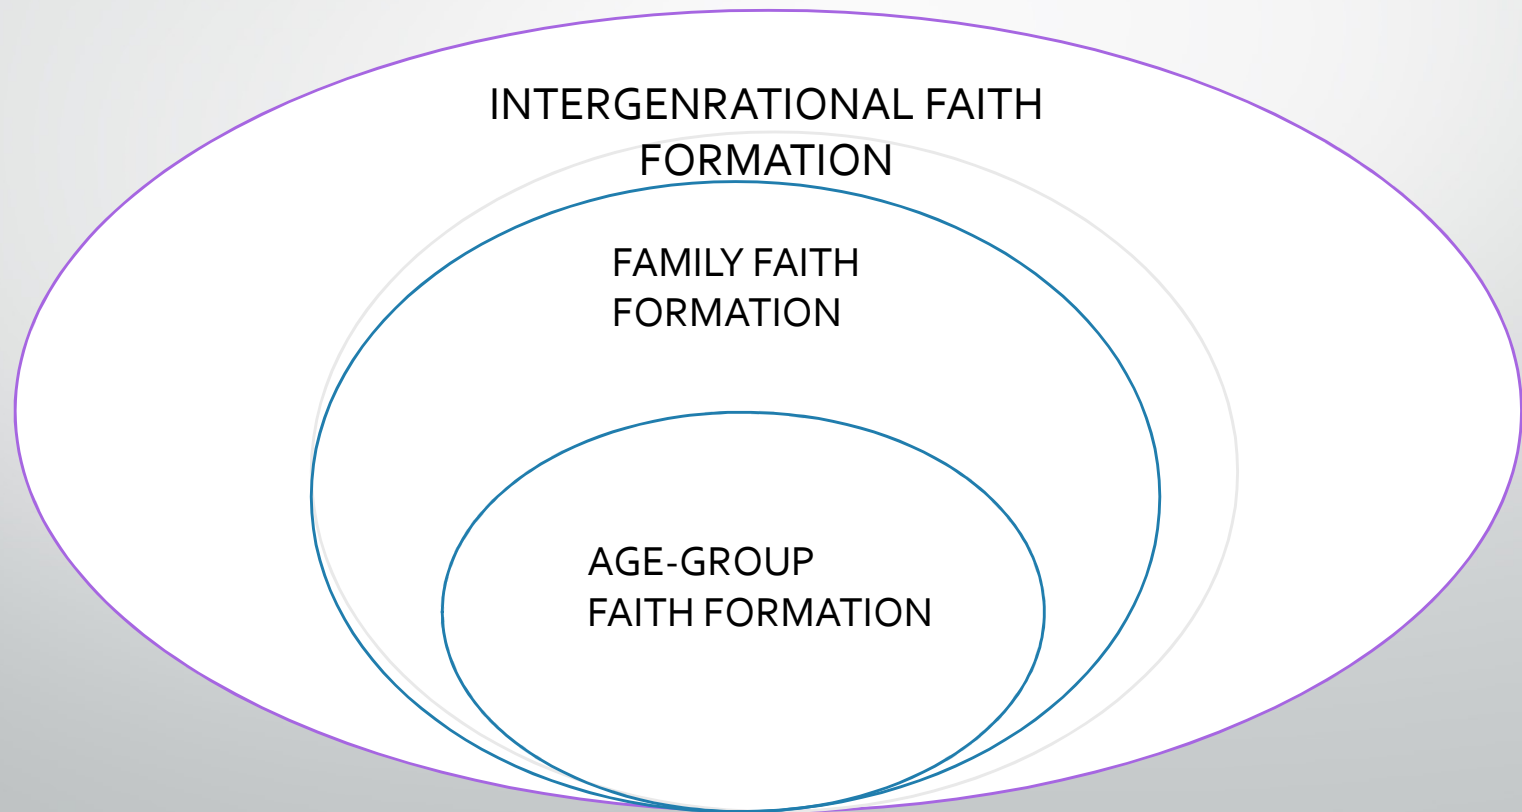 INTERGENRATIONAL FAITH
FORMATION
FAMILY FAITH
FORMATION
AGE-GROUP
FAITH FORMATION